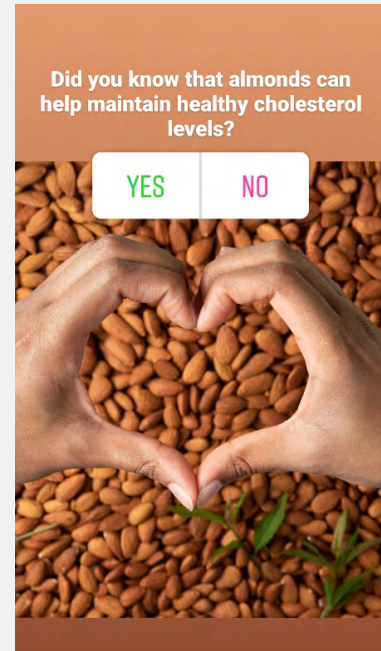 Did you know that almonds can
help maintain healthy cholesterol
levels?
YES
NO